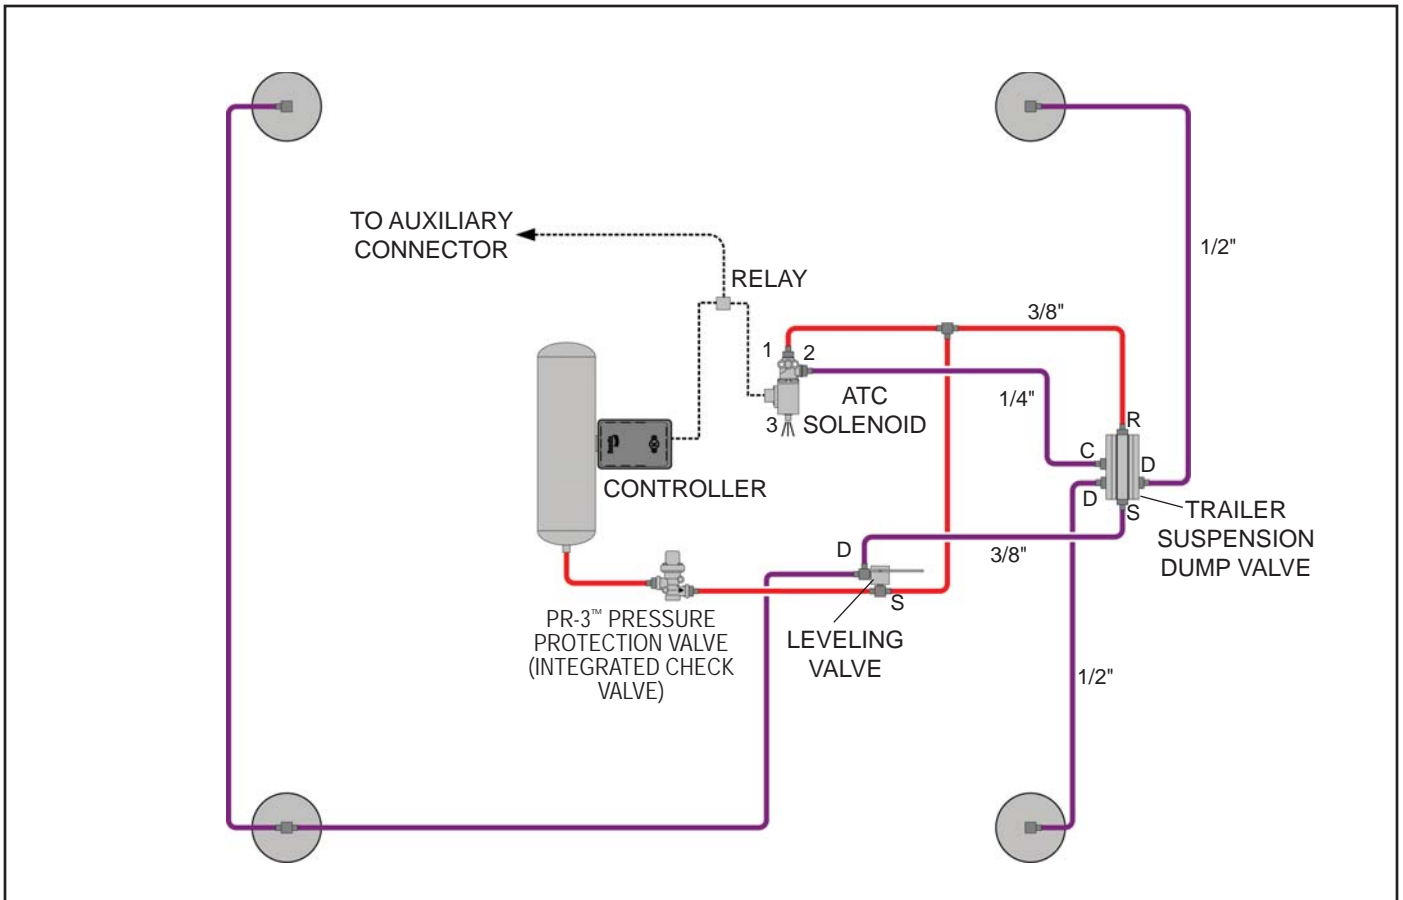 TO AUXILIARY
CONNECTOR
1/2"
RELAY
3/8"
1
2
ATC
SOLENOID
3
1/4"
R
C
D
D
S
CONTROLLER
TRAILER
SUSPENSION
DUMP VALVE
D
3/8"
S
PR-3™ PRESSURE
PROTECTION VALVE
(INTEGRATED CHECK
VALVE)
LEVELING
VALVE
1/2"